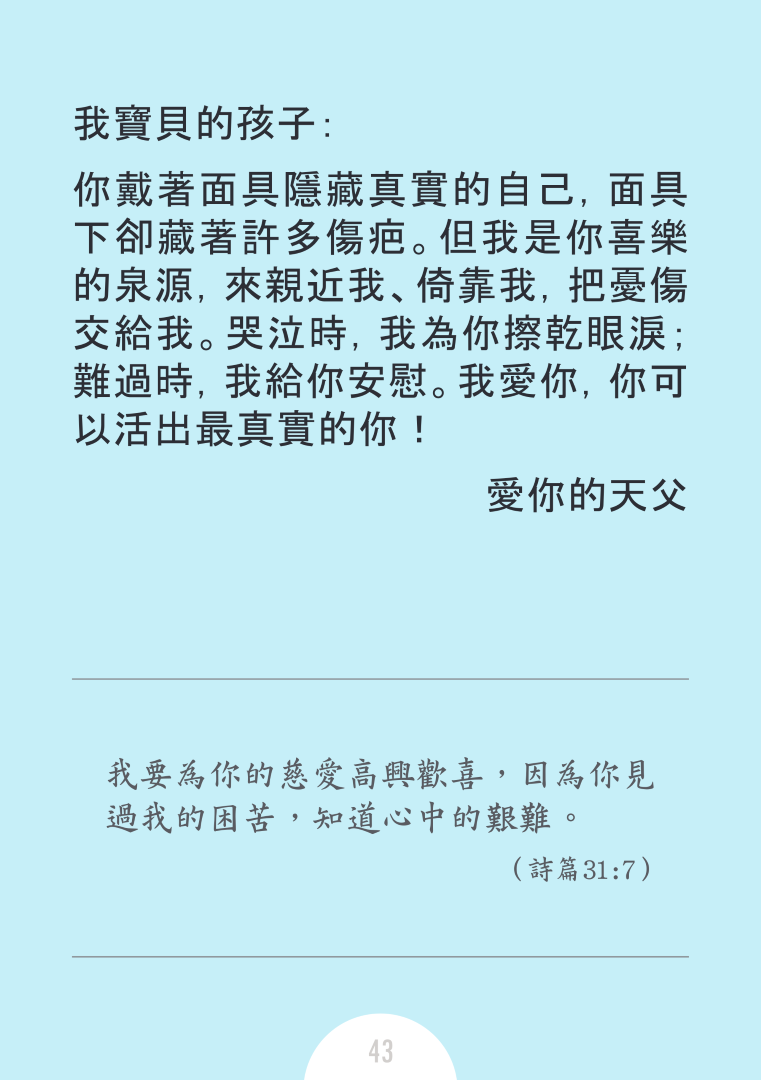 我寶貝的孩子：
你戴著面具隱藏真實的自己，面具
下卻藏著許多傷疤。但我是你喜樂
的泉源，來親近我、倚靠我，把憂傷
交給我。哭泣時，我為你擦乾眼淚；
難過時，我給你安慰。我愛你，你可
以活出最真實的你！
愛你的天父
我要為你的慈愛高興歡喜，因為你見
過我的困苦，知道心中的艱難。
（詩篇31:7）
43